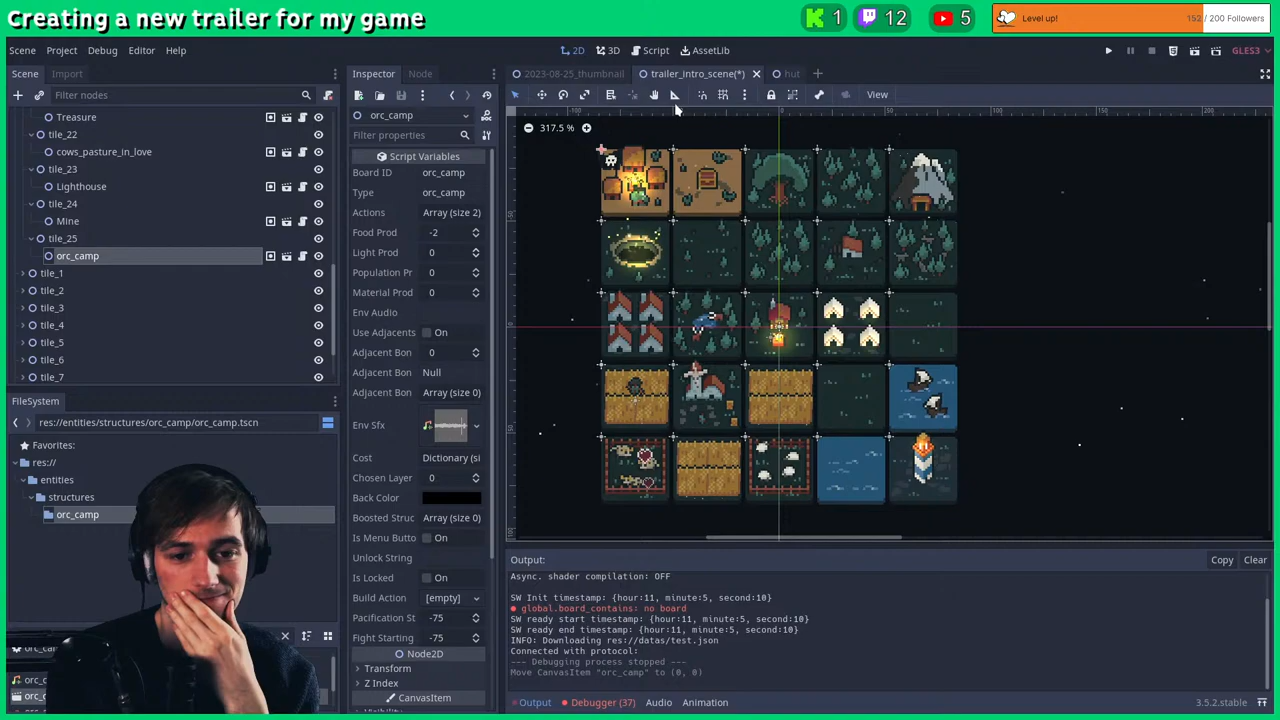 Creating a new trailer for my game
1
12
5
Level up!
152 / 200 Followers
Scene Project Debug Editor Help
2D 3D Script AssetLib
GLES3
Scene Import
Inspector Node
2023-08-25_thumbnail
trailer_intro_scene(*)
hut
Filter nodes
View
Treasure
tile_22
cows_pasture_in_love
tile_23
Lighthouse
tile_24
Mine
tile_25
orc_camp
tile_1
tile_2
tile_3
tile_4
tile_5
tile_6
tile_7
FileSystem
res://entities/structures/orc_camp/orc_camp.tscn
Favorites:
res://
entities
structures
orc_camp
orc_camp
Filter properties
Script Variables
Board ID orc_camp
Type orc_camp
Actions Array (size 2)
Food Prod -2
Light Prod 0
Population Pr 0
Material Prod 0
Env Audio
Use Adjacents On
Adjacent Bon 0
Adjacent Bon Null
Adjacent Bon Array (size 0)
Env Sfx
Cost Dictionary (si
Chosen Layer 0
Back Color
Boosted Struc Array (size 0)
Is Menu Butto On
Unlock String
Is Locked On
Build Action [empty]
Pacification St -75
Fight Starting -75
Node2D
Transform
Z Index
CanvasItem
317.5 %
-100
100
200
Output:
Copy Clear
Async. shader compilation: OFF
SW Init timestamp: {hour:11, minute:5, second:10}
global.board_contains: no board
SW ready start timestamp: {hour:11, minute:5, second:10}
SW ready end timestamp: {hour:11, minute:5, second:10}
INFO: Downloading res://datas/test.json
Connected with protocol:
--- Debugging process stopped ---
Move CanvasItem "orc_camp" to (0, 0)
Output Debugger (37) Audio Animation
3.5.2.stable